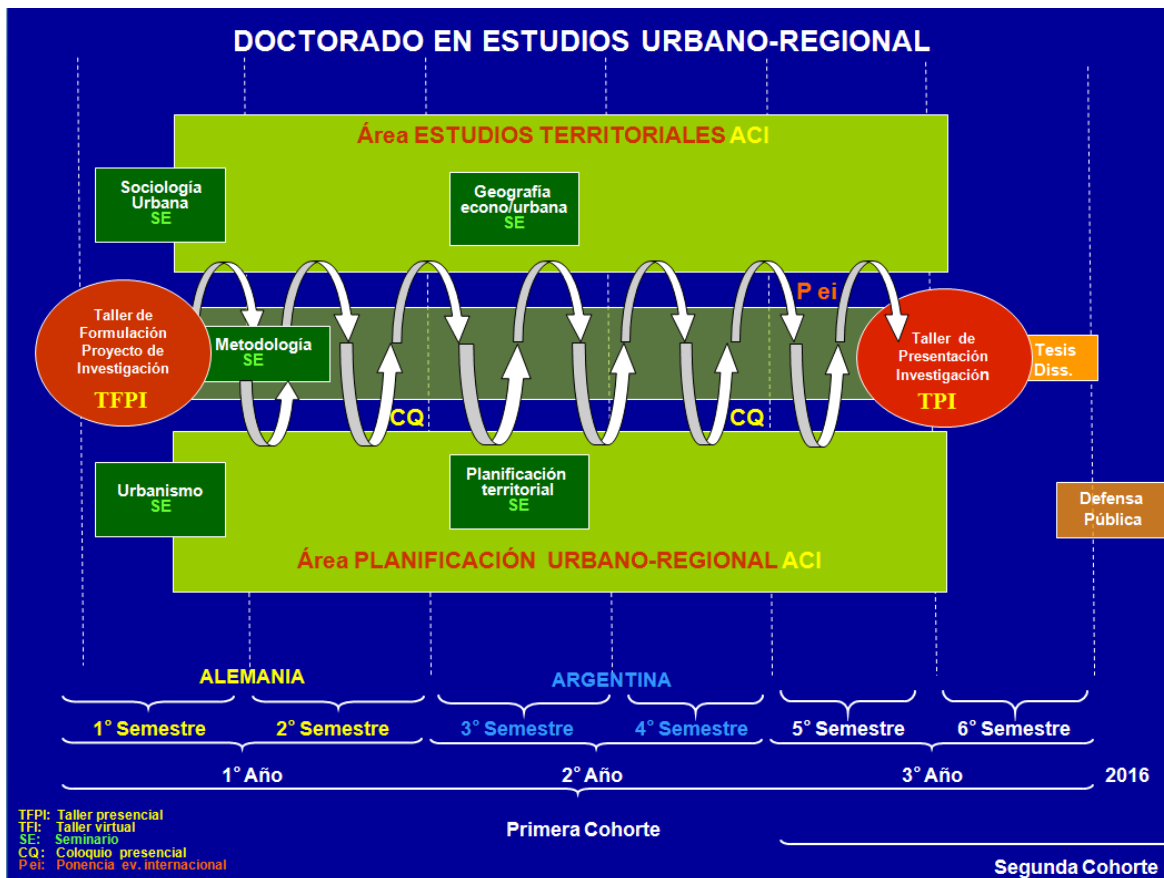 DOCTORADO EN ESTUDIOS URBANO-REGIONAL
Área ESTUDIOS TERRITORIALES ACI
Sociología
Urbana
SE
Geografía
econo/urbana
SE
P ei
Taller de
Formulación
Proyecto de
Investigación
TFPI
Metodología
SE
Taller de
Presentación
Investigación
TPI
Tesis
Diss.
CQ
CQ
Urbanismo
SE
Planificación
territorial
SE
Defensa
Pública
Área PLANIFICACIÓN URBANO-REGIONAL ACI
ALEMANIA
ARGENTINA
1° Semestre
2° Semestre
3° Semestre
4° Semestre
5° Semestre
6° Semestre
1° Año
2° Año
3° Año
2016
Primera Cohorte
Segunda Cohorte
TFPI: Taller presencial
TFI: Taller virtual
SE: Seminario
CQ: Coloquio presencial
P ei: Ponencia ev. internacional